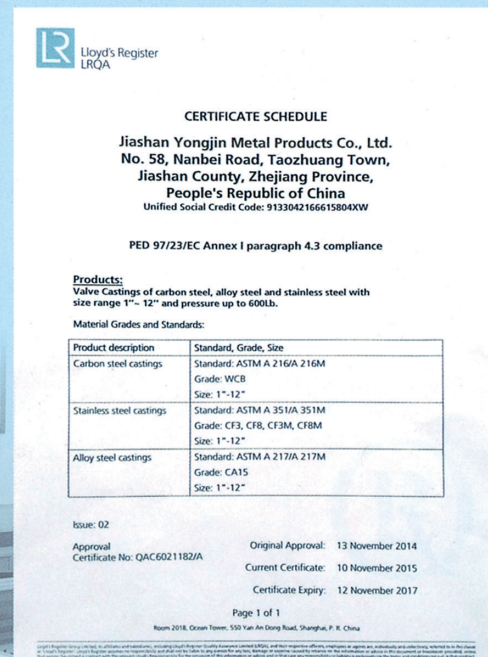 LR
Lloyd's Register
LRQA
CERTIFICATE SCHEDULE
Jiashan Yongjin Metal Products Co., Ltd.
No. 58, Nanbei Road, Taozhuang Town,
Jiashan County, Zhejiang Province,
People's Republic of China
Unified Social Credit Code: 9133042166615804XW
PED 97/23/EC Annex I paragraph 4.3 compliance
Products:
Valve Castings of carbon steel, alloy steel and stainless steel with
size range 1"~ 12" and pressure up to 600Lb.
Material Grades and Standards:
Product description Standard, Grade, Size
Carbon steel castings Standard: ASTM A 216/A 216M
Grade: WCB
Size: 1"-12"
Stainless steel castings Standard: ASTM A 351/A 351M
Grade: CF3, CF8, CF3M, CF8M
Size: 1"-12"
Alloy steel castings Standard: ASTM A 217/A 217M
Grade: CA15
Size: 1"-12"
Issue: 02
Approval
Certificate No: QAC6021182/A
Original Approval: 13 November 2014
Current Certificate: 10 November 2015
Certificate Expiry: 12 November 2017
Page 1 of 1
Room 2018, Ocean Tower, 550 Yan An Dong Road, Shanghai, P. R. China